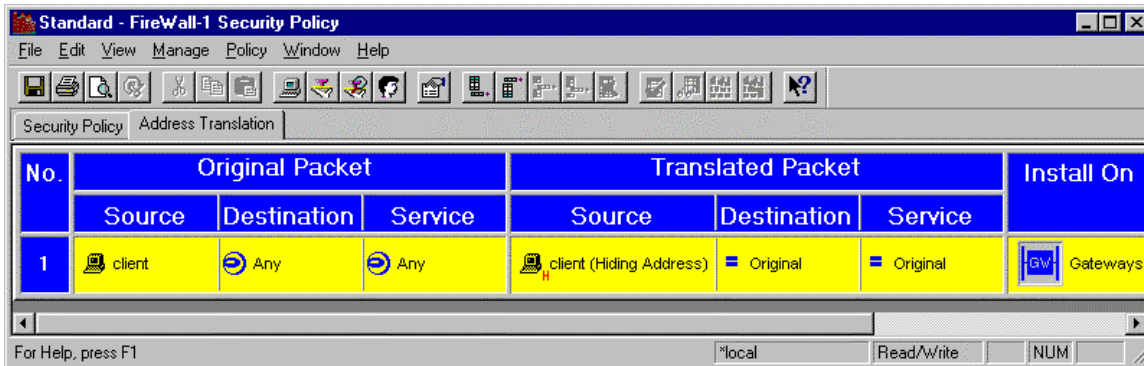 Standard - FireWall-1 Security Policy
File Edit View Manage Policy Window Help
Security Policy Address Translation
No. Original Packet Translated Packet Install On
Source Destination Service Source Destination Service
1 client Any Any H client (Hiding Address) = Original = Original GW Gateways
For Help, press F1 *local Read/Write NUM